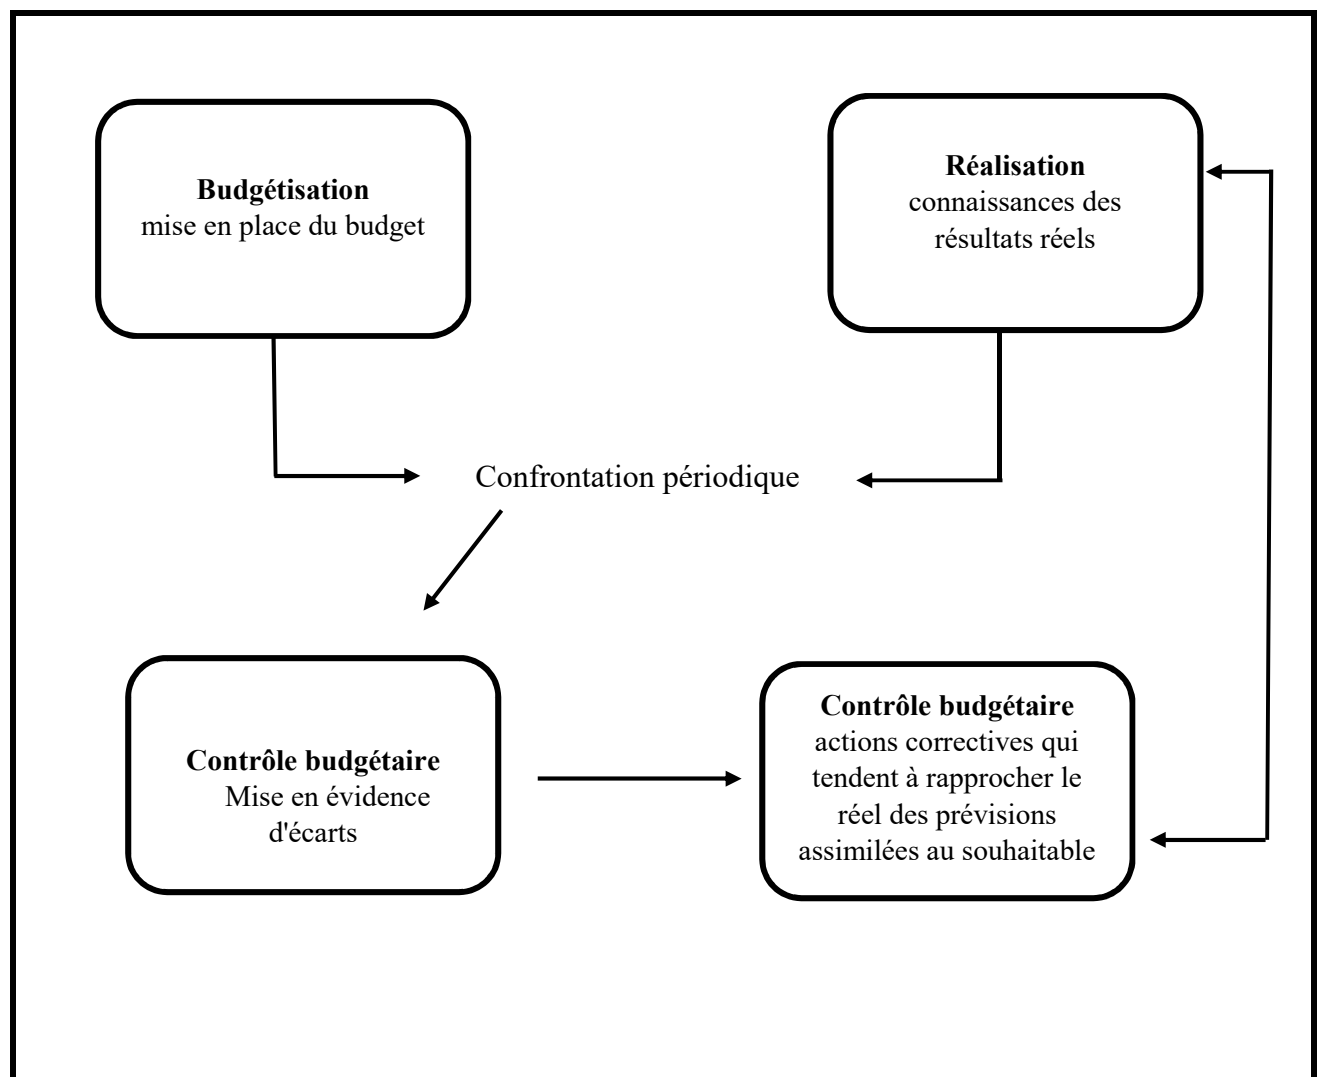 Budgétisation
mise en place du budget
Réalisation
connaissances des
résultats réels
Confrontation périodique
Contrôle budgétaire
Mise en évidence
d'écarts
Contrôle budgétaire
actions correctives qui
tendent à rapprocher le
réel des prévisions
assimilées au souhaitable